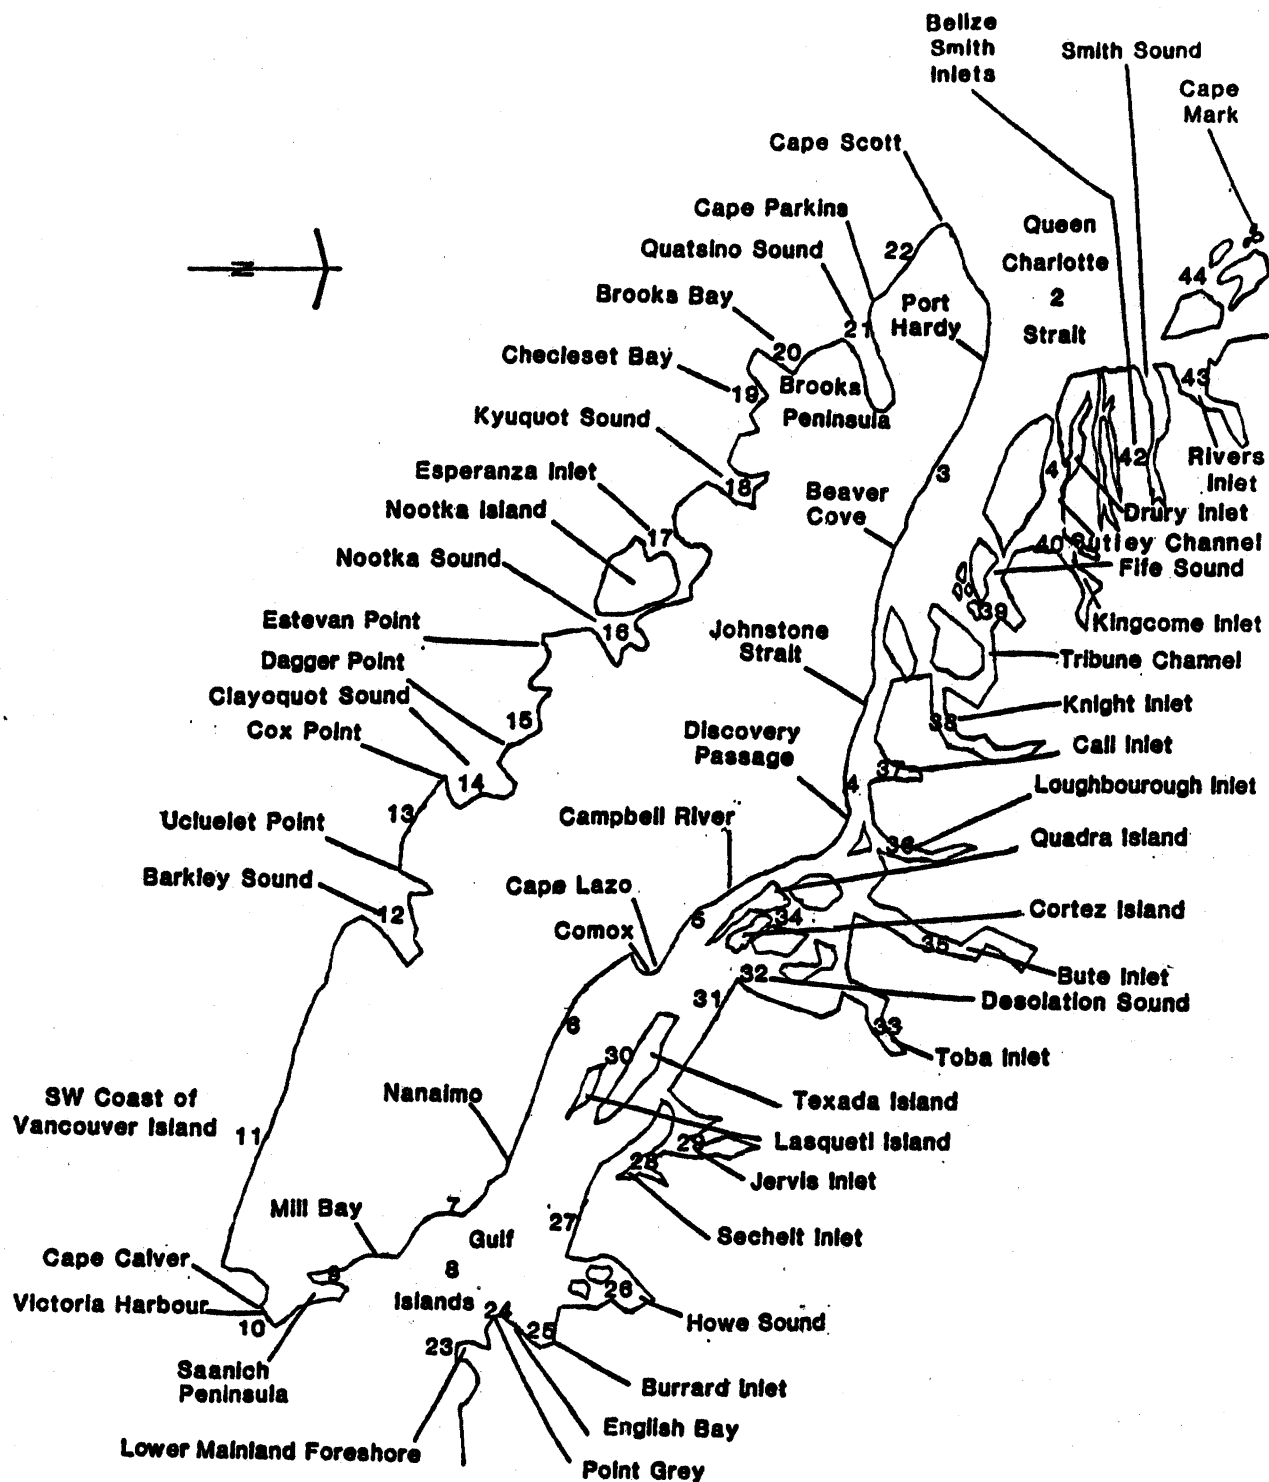 Belize
Smith
Inlets
Smith Sound
Cape
Mark
Cape Scott
Cape Parkins
Quatsino Sound
Brooks Bay
Checleset Bay
Kyuquot Sound
Esperanza Inlet
Nootka Island
Nootka Sound
Estevan Point
Dagger Point
Clayoquot Sound
Cox Point
Ucluelet Point
Barkley Sound
SW Coast of
Vancouver Island
Mill Bay
Cape Calver
Victoria Harbour
Saanich
Peninsula
Lower Mainland Foreshore
N
22
21
20
19
18
17
16
15
14
13
12
11
10
Port
Hardy
Brooks
Peninsula
Queen
Charlotte
2
Strait
44
43
42
Rivers
Inlet
4
Drury Inlet
40
Sutley Channel
Fife Sound
39
Kingcome Inlet
Tribune Channel
3
Beaver
Cove
Johnstone
Strait
38
Knight Inlet
37
Call Inlet
Discovery
Passage
4
Loughbourough Inlet
36
Quadra Island
Campbell River
5
34
Cortez Island
35
Bute Inlet
Cape Lazo
Comox
32
Desolation Sound
31
33
Toba Inlet
6
30
Texada Island
Nanaimo
Lasqueti Island
29
28
Jervis Inlet
27
Sechelt Inlet
7
Gulf
8
Islands
26
Howe Sound
24
25
23
Burrard Inlet
English Bay
Point Grey